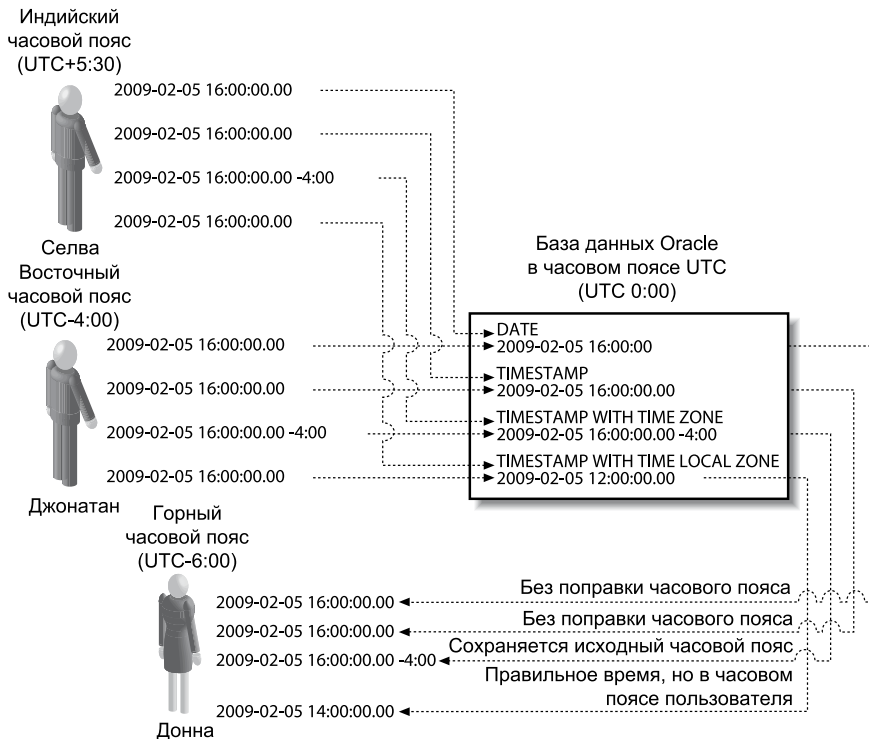 Индийский
часовой пояс
(UTC+5:30)
2009-02-05 16:00:00.00
2009-02-05 16:00:00.00
2009-02-05 16:00:00.00 -4:00
2009-02-05 16:00:00.00
Селва
Восточный
часовой пояс
(UTC-4:00)
2009-02-05 16:00:00.00
2009-02-05 16:00:00.00
2009-02-05 16:00:00.00 -4:00
2009-02-05 16:00:00.00
Джонатан
База данных Oracle
в часовом поясе UTC
(UTC 0:00)
DATE
2009-02-05 16:00:00
TIMESTAMP
2009-02-05 16:00:00.00
TIMESTAMP WITH TIME ZONE
2009-02-05 16:00:00.00 -4:00
TIMESTAMP WITH TIME LOCAL ZONE
2009-02-05 12:00:00.00
Горный
часовой пояс
(UTC-6:00)
2009-02-05 16:00:00.00
Без поправки часового пояса
2009-02-05 16:00:00.00
Без поправки часового пояса
2009-02-05 16:00:00.00 -4:00
Сохраняется исходный часовой пояс
2009-02-05 14:00:00.00
Правильное время, но в часовом
поясе пользователя
Донна